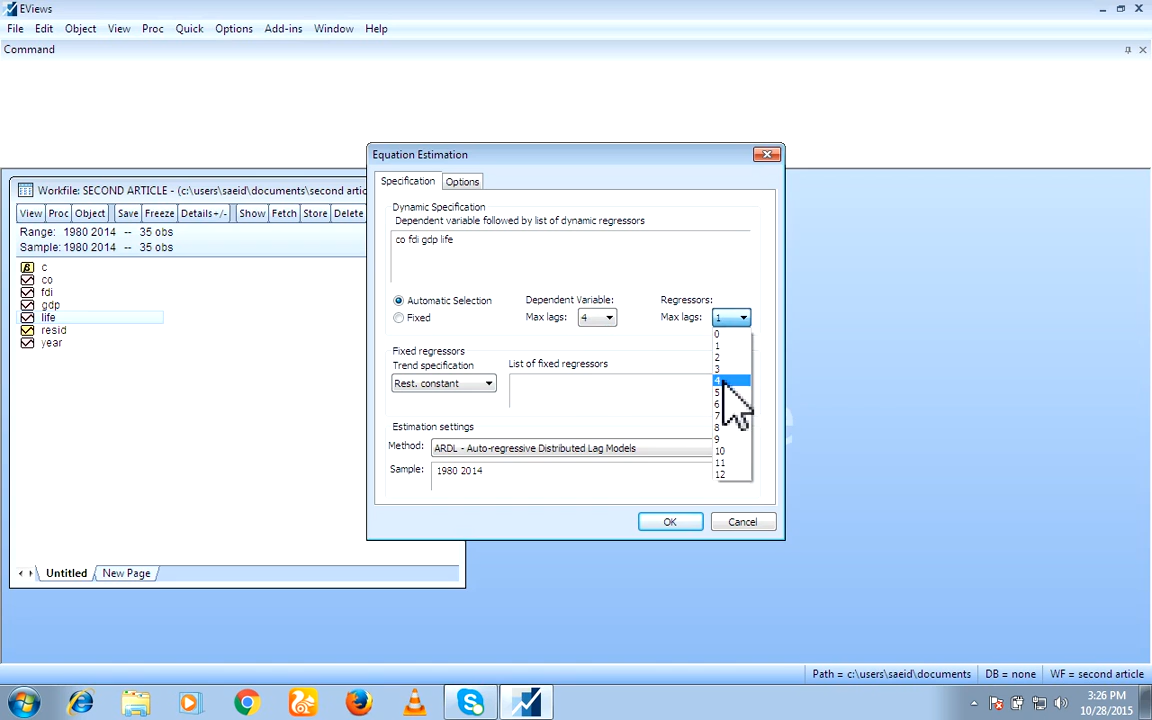 EViews
File Edit Object View Proc Quick Options Add-ins Window Help
Command
Equation Estimation
Specification Options
Workfile: SECOND ARTICLE - (c:\users\saeid\documents\second artic
View Proc Object Save Freeze Details+/- Show Fetch Store Delete
Range: 1980 2014 -- 35 obs
Sample: 1980 2014 -- 35 obs
c
co
fdi
gdp
life
resid
year
Untitled New Page
Dynamic Specification
Dependent variable followed by list of dynamic regressors
co fdi gdp life
Automatic Selection
Fixed
Dependent Variable:
Max lags: 4
Regressors:
Max lags: 1
0
1
2
3
4
5
6
7
8
9
10
11
12
Fixed regressors
Trend specification
Rest. constant
List of fixed regressors
Estimation settings
Method: ARDL - Auto-regressive Distributed Lag Models
Sample: 1980 2014
OK Cancel
Path = c:\users\saeid\documents DB = none WF = second article
3:26 PM
10/28/2015